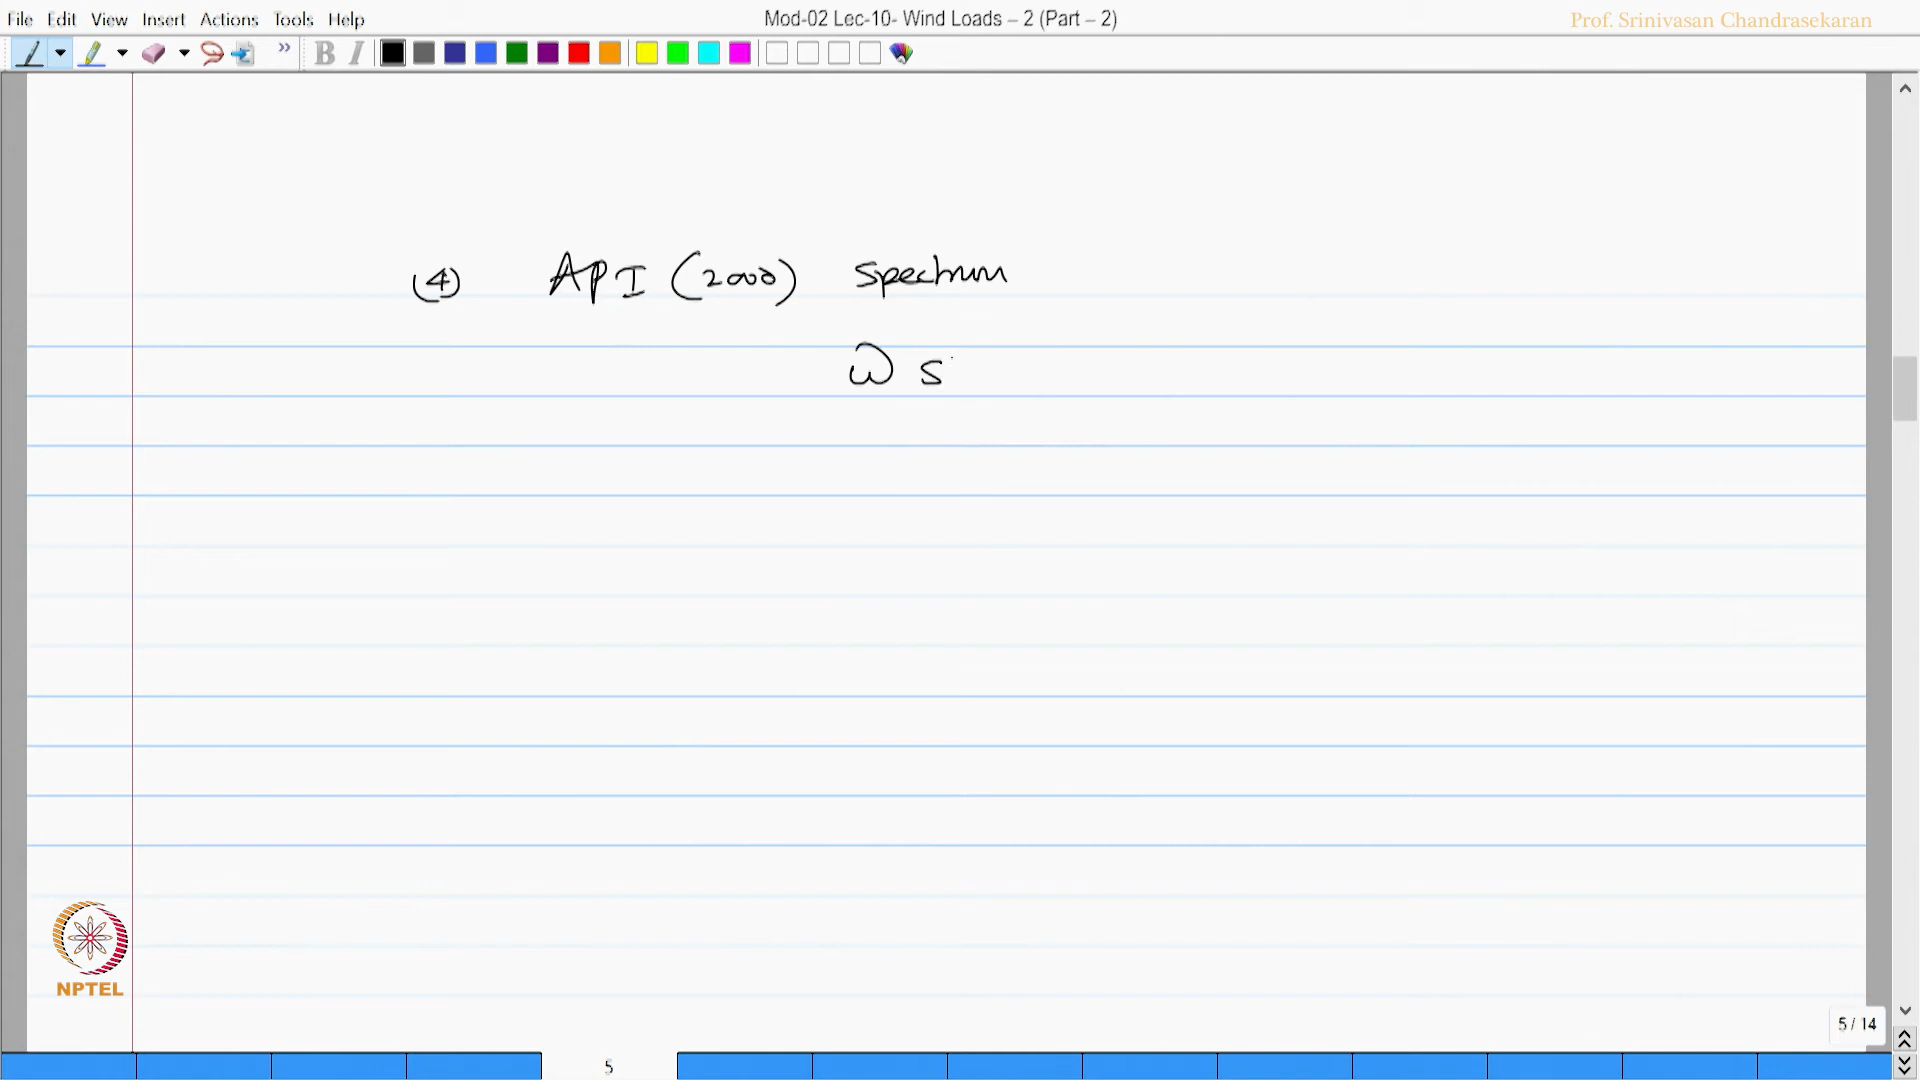 File Edit View Insert Actions Tools Help
Mod-02 Lec-10- Wind Loads – 2 (Part – 2)
Prof. Srinivasan Chandrasekaran
B I
(4) API (2000) Spectrum
ω S
NPTEL
5 / 14
5